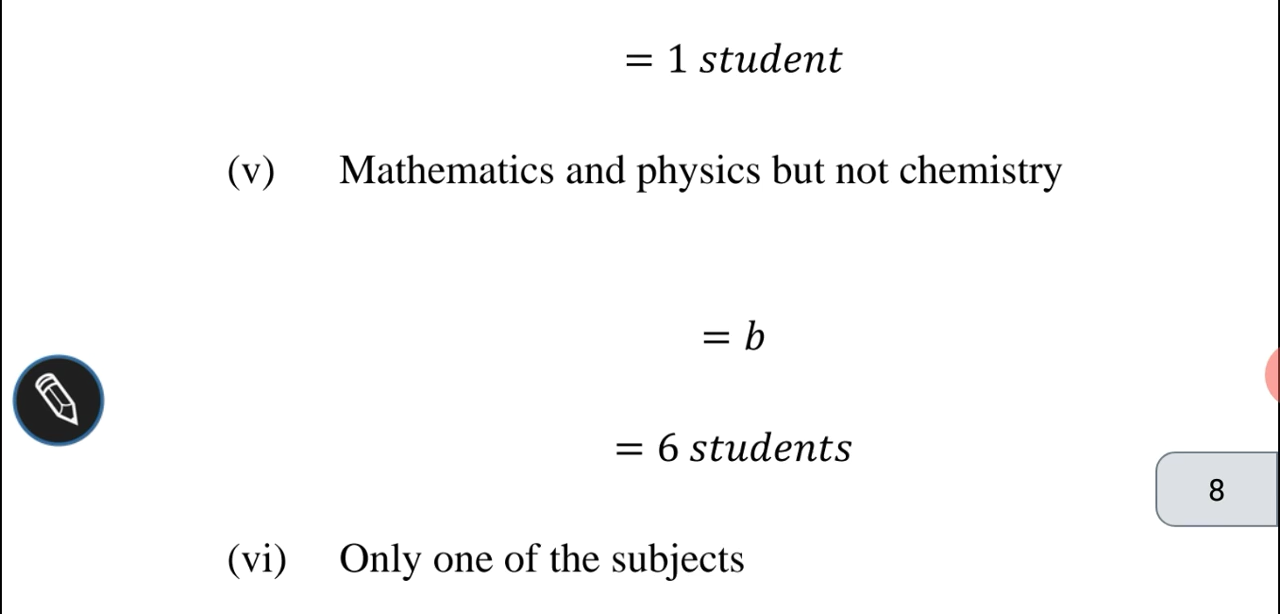 = 1 student
(v) Mathematics and physics but not chemistry
= b
= 6 students
8
(vi) Only one of the subjects